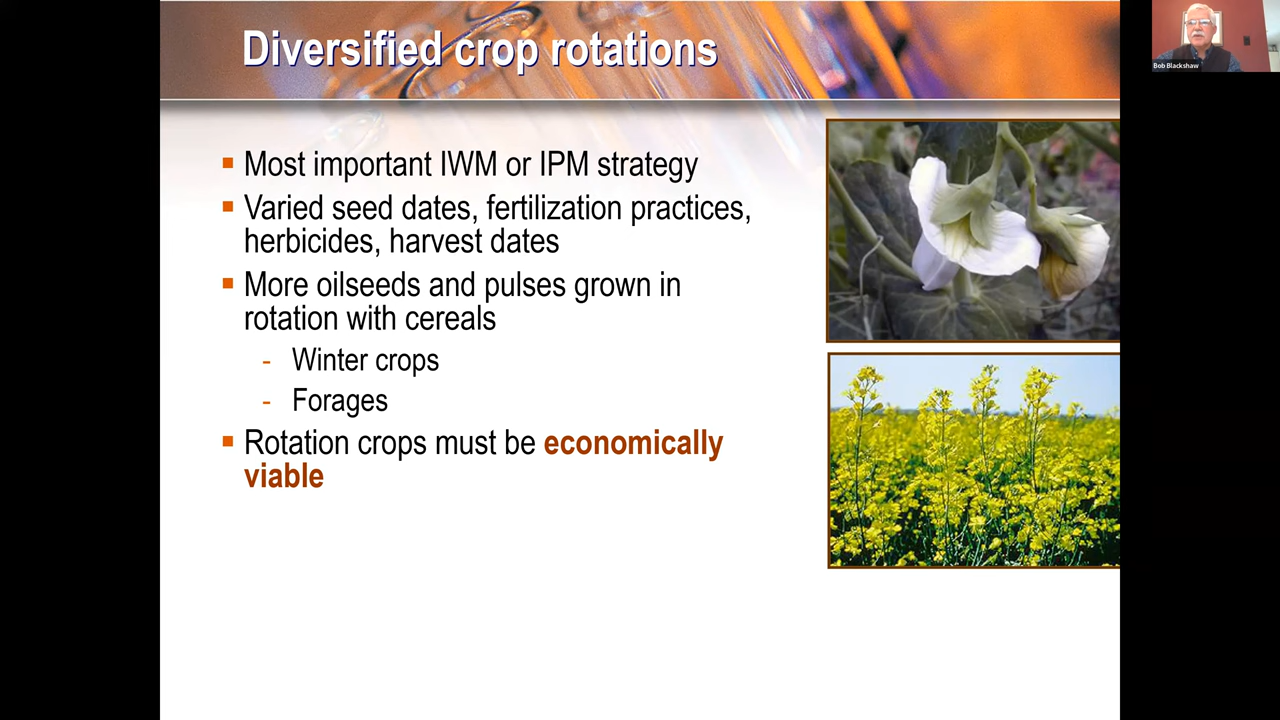 Diversified crop rotations
Bob Blackshaw
Most important IWM or IPM strategy
Varied seed dates, fertilization practices,
herbicides, harvest dates
More oilseeds and pulses grown in
rotation with cereals
- Winter crops
- Forages
Rotation crops must be economically
viable